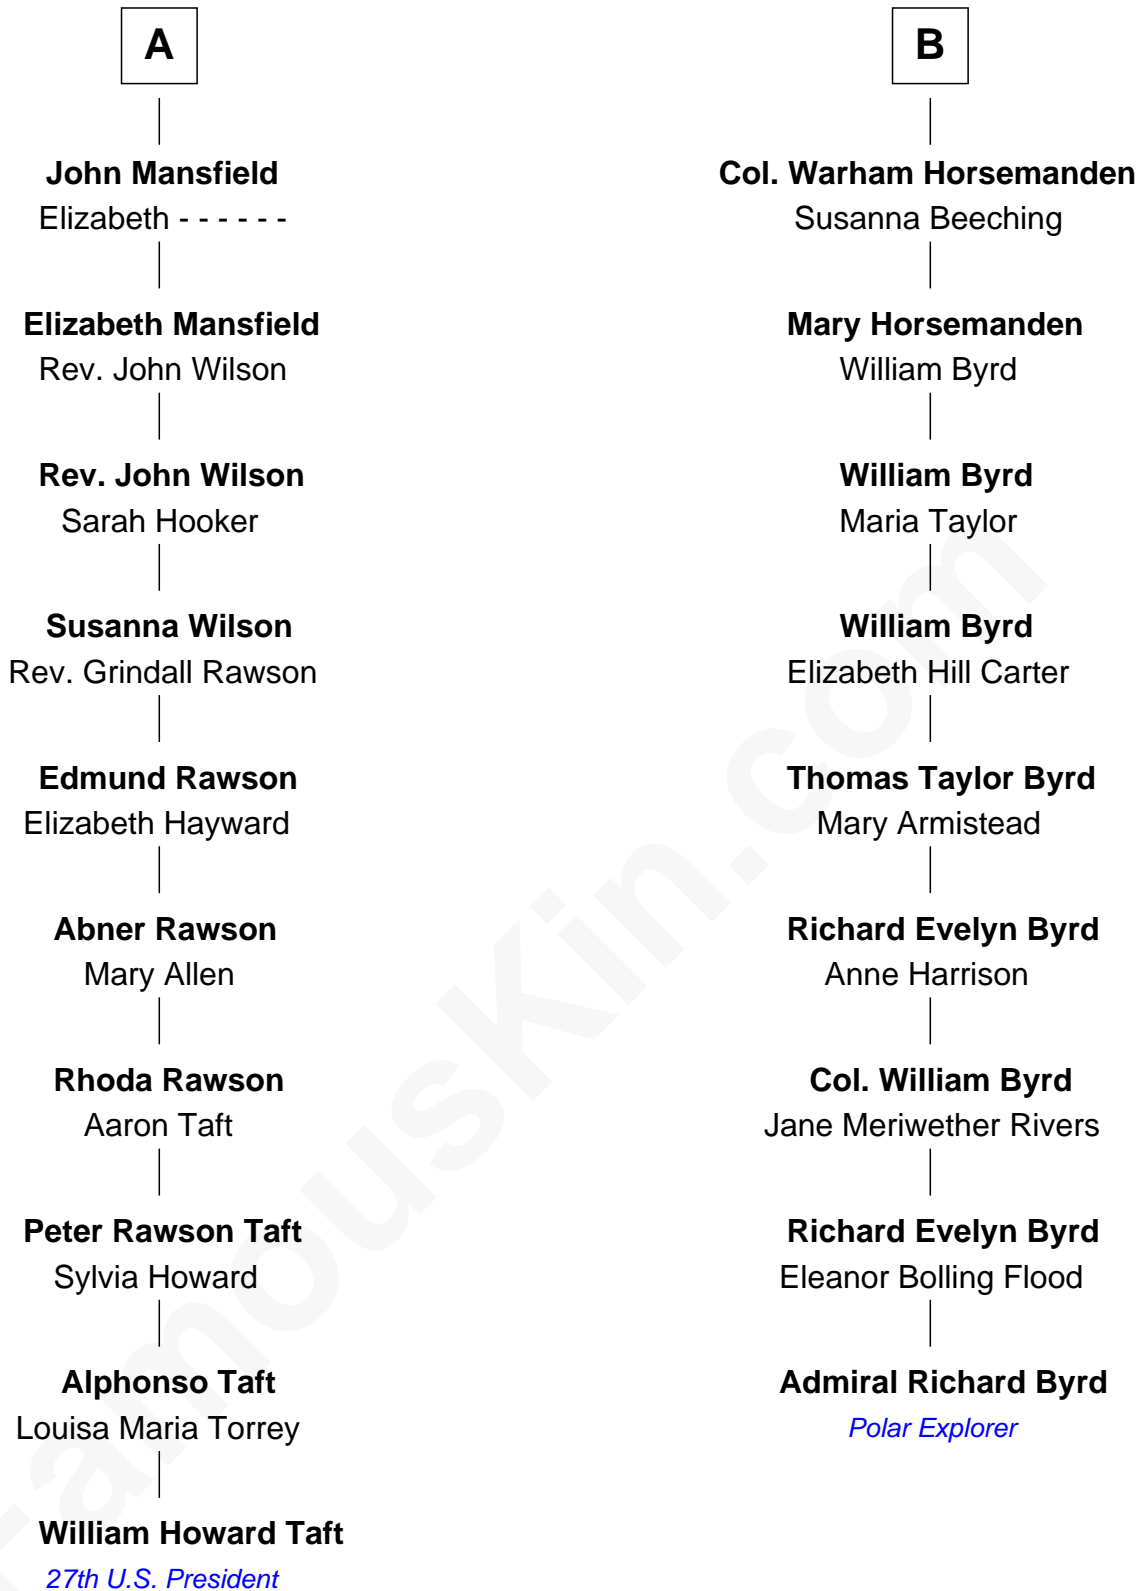 A
John Mansfield
Elizabeth - - - - - -
Elizabeth Mansfield
Rev. John Wilson
Rev. John Wilson
Sarah Hooker
Susanna Wilson
Rev. Grindall Rawson
Edmund Rawson
Elizabeth Hayward
Abner Rawson
Mary Allen
Rhoda Rawson
Aaron Taft
Peter Rawson Taft
Sylvia Howard
Alphonso Taft
Louisa Maria Torrey
William Howard Taft
27th U.S. President
B
Col. Warham Horsemanden
Susanna Beeching
Mary Horsemanden
William Byrd
William Byrd
Maria Taylor
William Byrd
Elizabeth Hill Carter
Thomas Taylor Byrd
Mary Armistead
Richard Evelyn Byrd
Anne Harrison
Col. William Byrd
Jane Meriwether Rivers
Richard Evelyn Byrd
Eleanor Bolling Flood
Admiral Richard Byrd
Polar Explorer
FamousKin.com